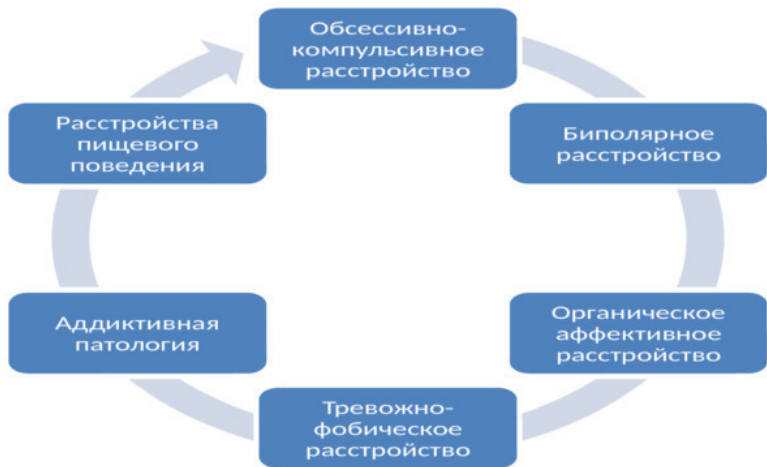 Обсессивно-
компульсивное
расстройство
Биполярное
расстройство
Органическое
аффективное
расстройство
Тревожно-
фобическое
расстройство
Аддиктивная
патология
Расстройства
пищевого
поведения